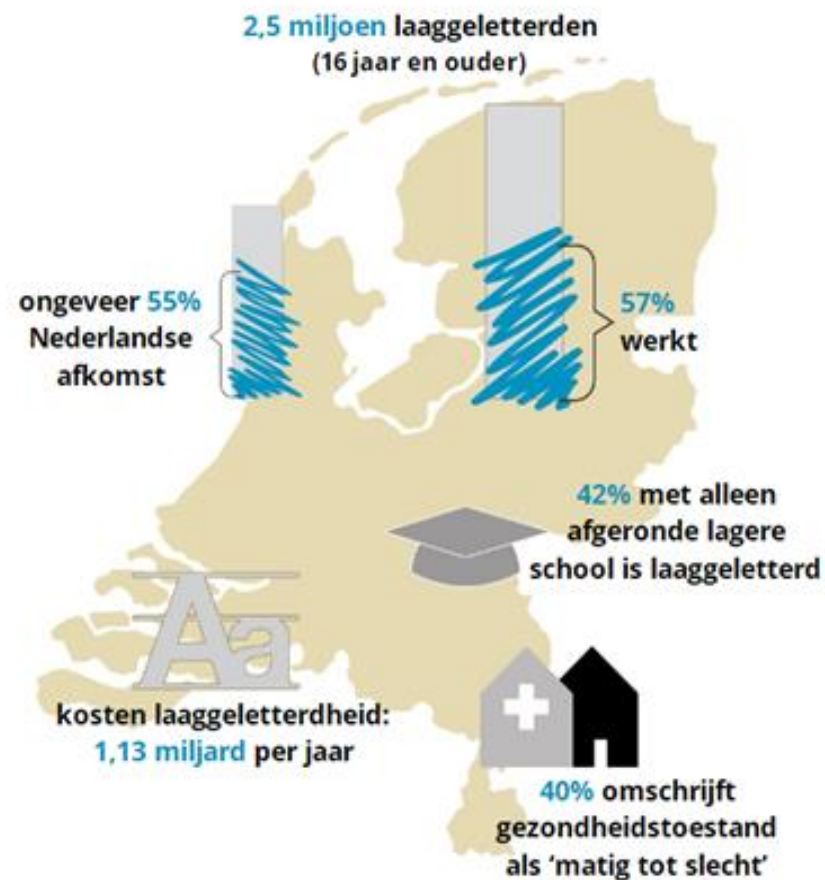 2,5 miljoen laaggeletterden
(16 jaar en ouder)
ongeveer 55%
Nederlandse
afkomst
57%
werkt
42% met alleen
afgeronde lagere
school is laaggeletterd
Aa
kosten laaggeletterdheid:
1,13 miljard per jaar
40% omschrijft
gezondheidstoestand
als ‘matig tot slecht’